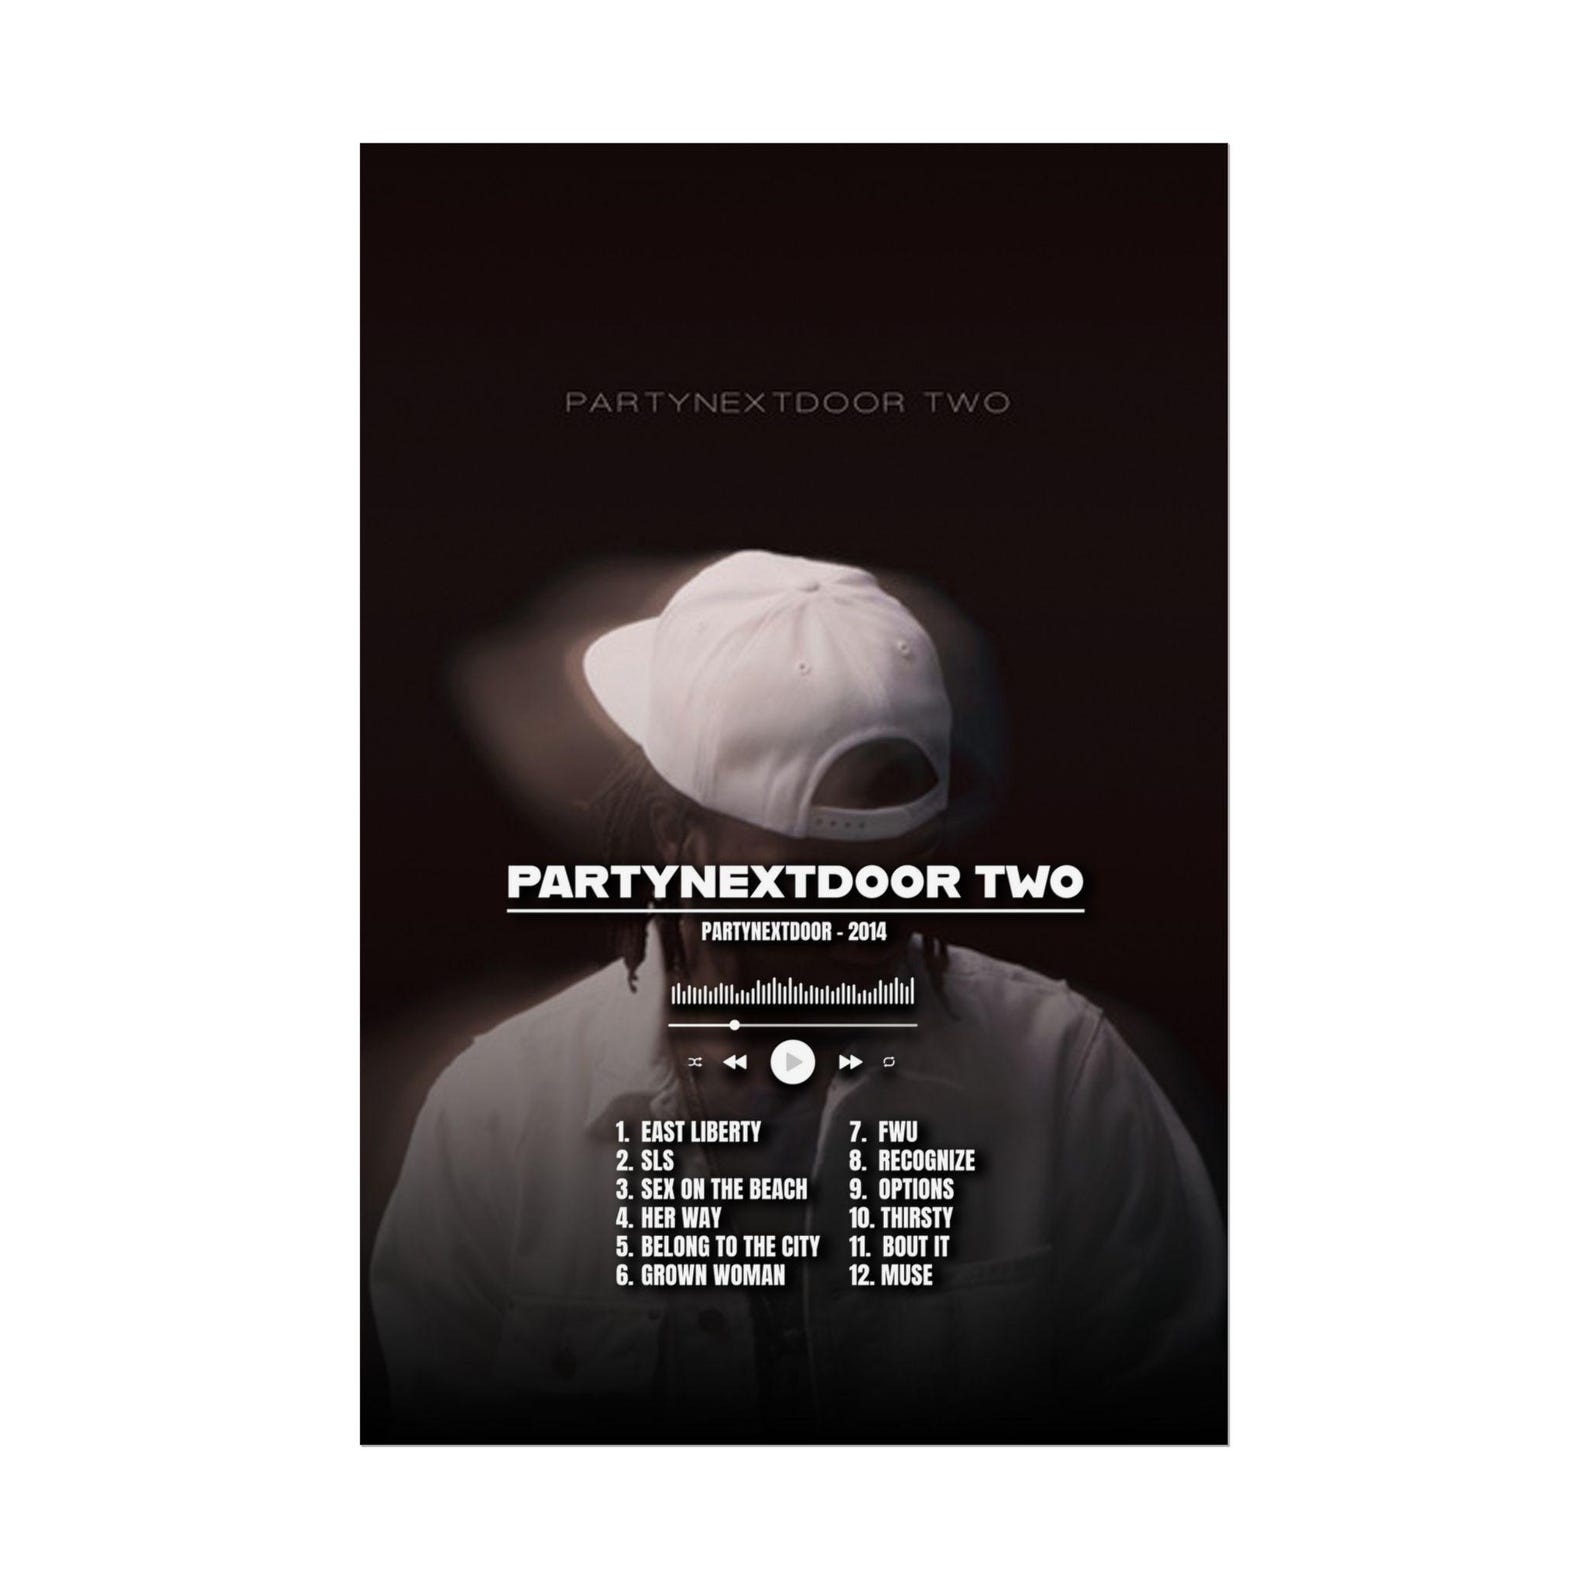 PARTYNEXTDOOR TWO
PARTYNEXTDOOR TWO
PARTYNEXTDOOR - 2014
1. EAST LIBERTY
2. SLS
3. SEX ON THE BEACH
4. HER WAY
5. BELONG TO THE CITY
6. GROWN WOMAN
7. FWU
8. RECOGNIZE
9. OPTIONS
10. THIRSTY
11. BOUT IT
12. MUSE